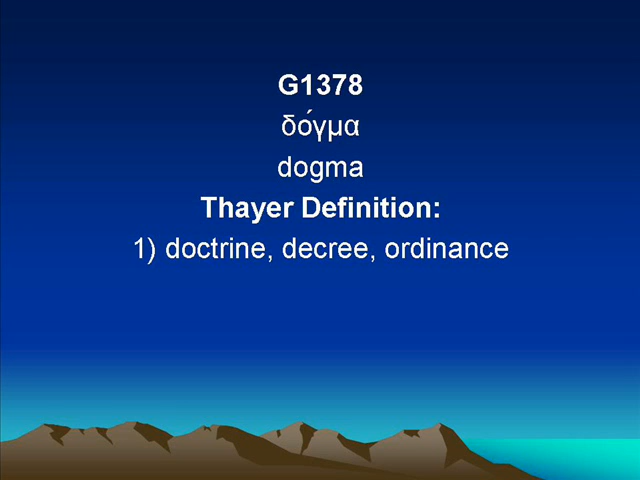 G1378
δόγμα
dogma
Thayer Definition:
1) doctrine, decree, ordinance